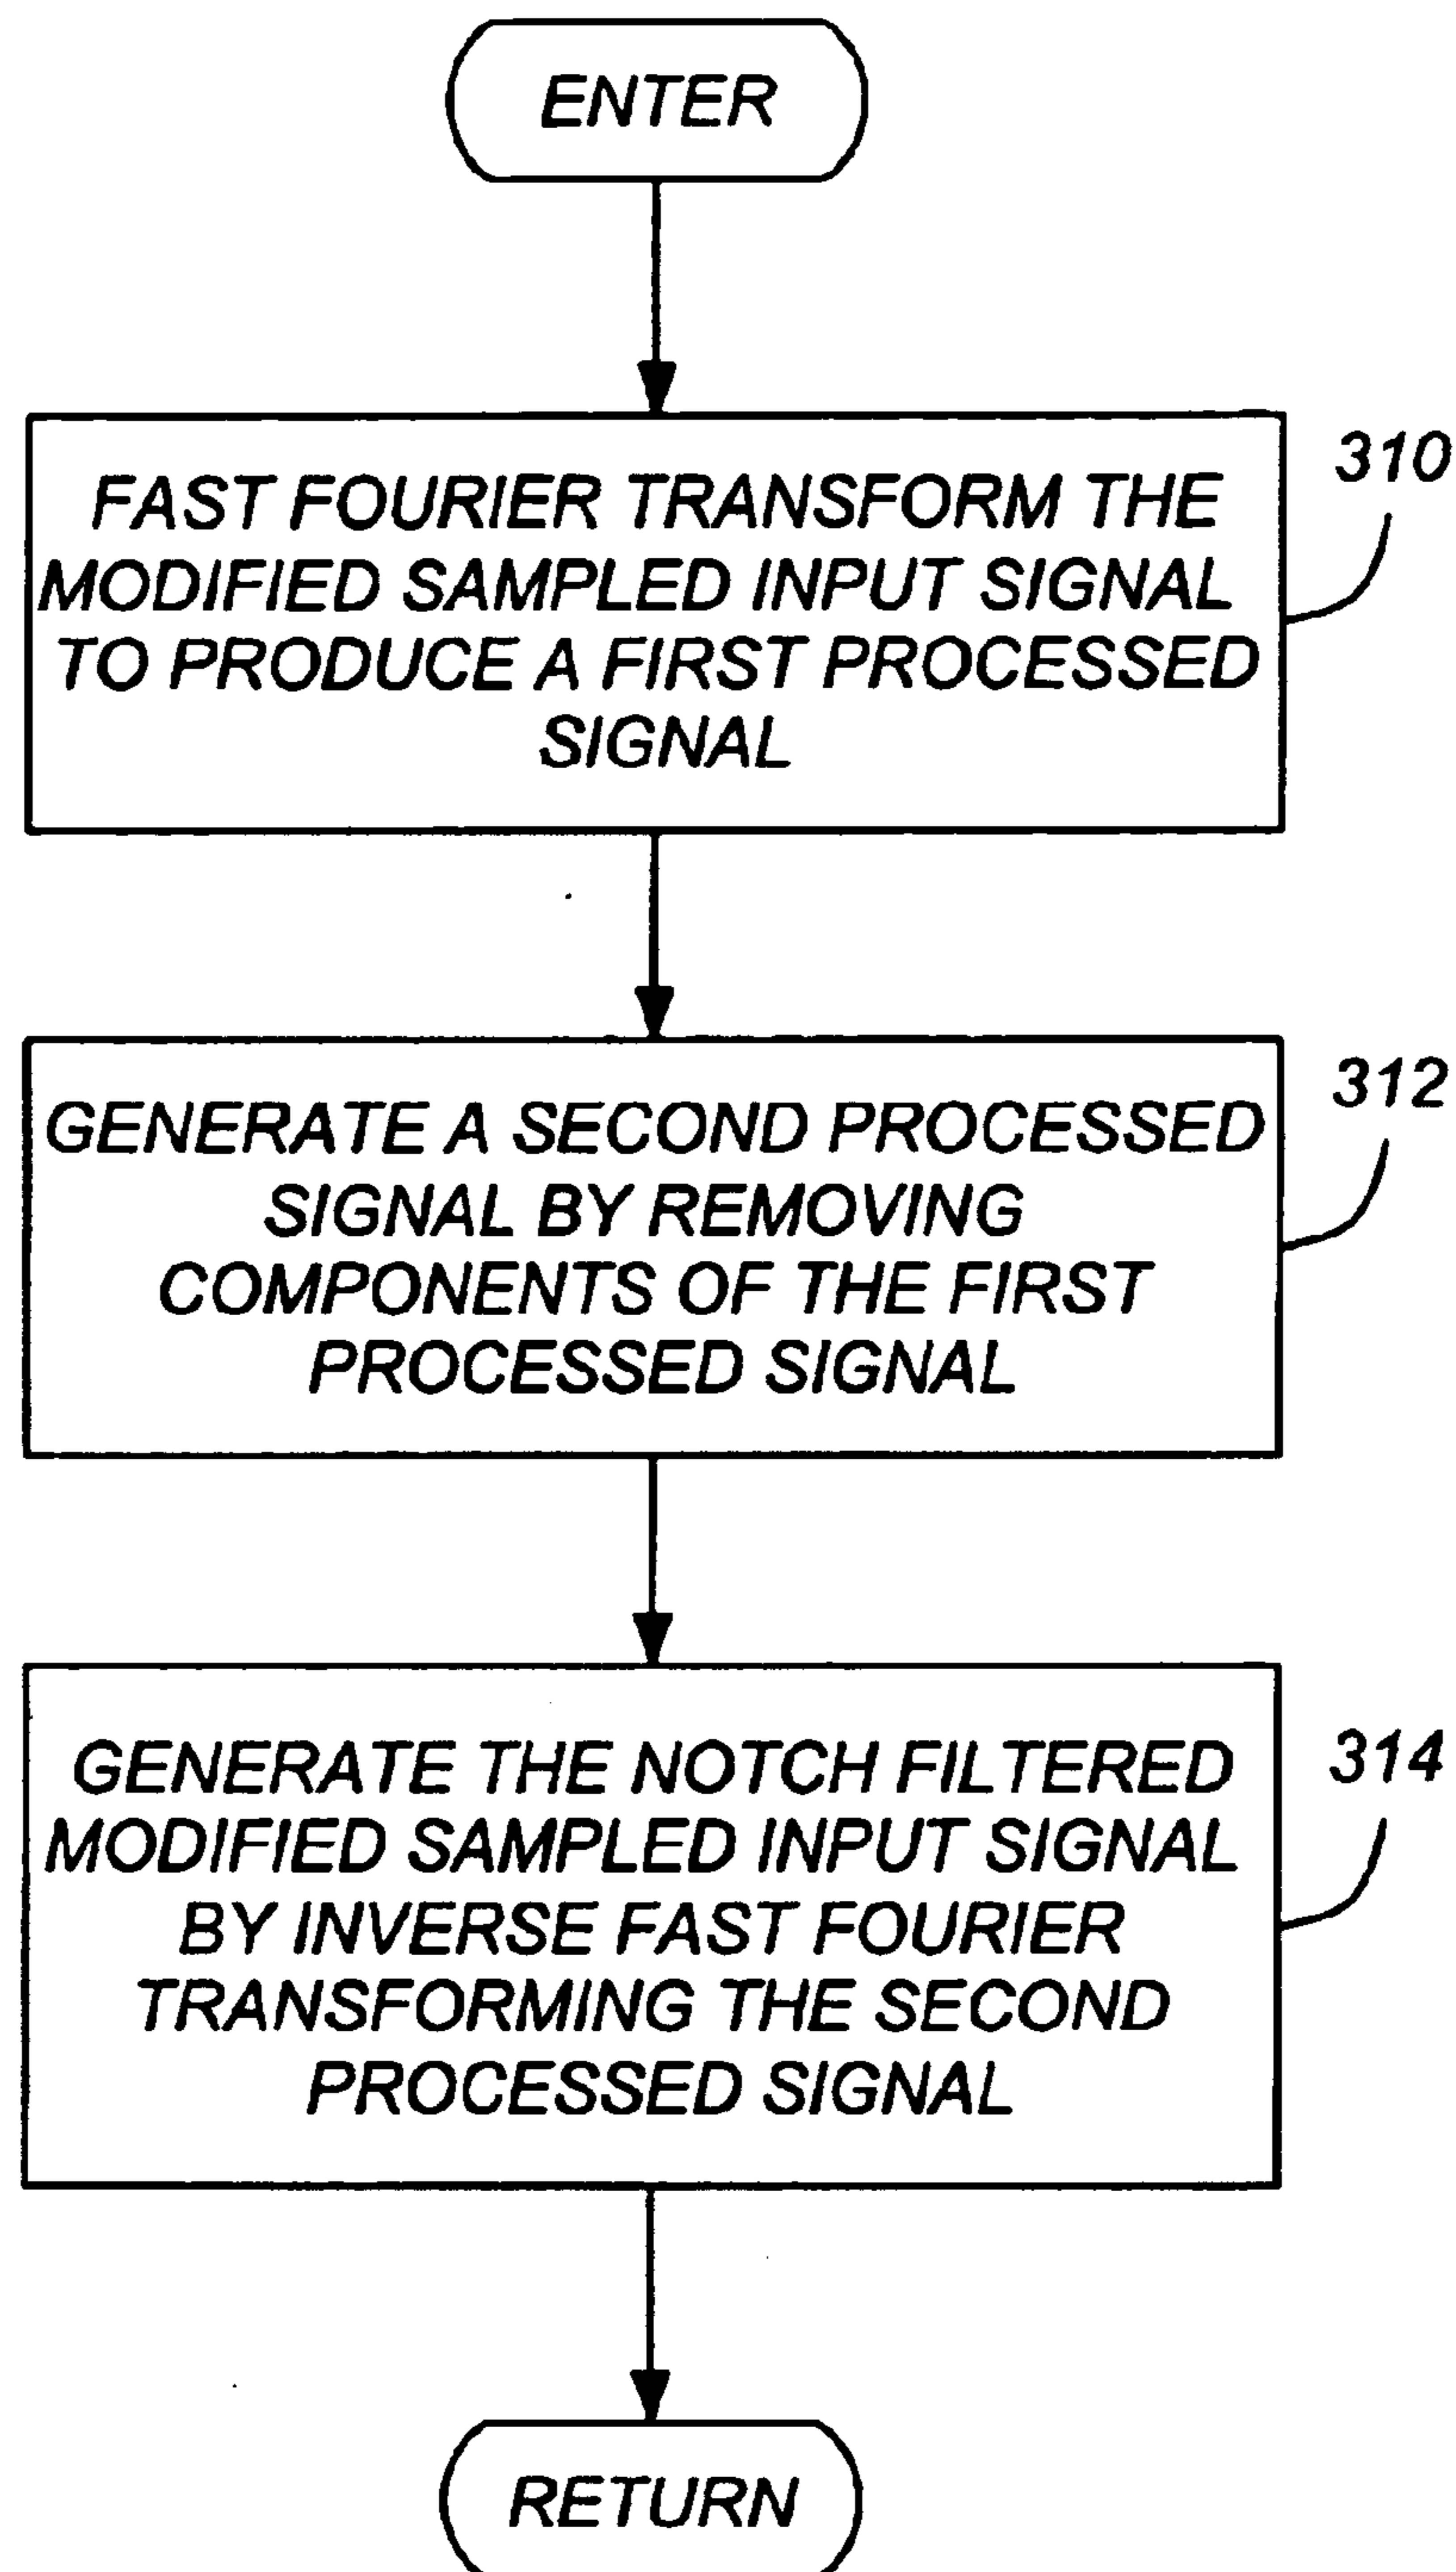 ENTER
310
FAST FOURIER TRANSFORM THE
MODIFIED SAMPLED INPUT SIGNAL
TO PRODUCE A FIRST PROCESSED
SIGNAL
312
GENERATE A SECOND PROCESSED
SIGNAL BY REMOVING
COMPONENTS OF THE FIRST
PROCESSED SIGNAL
314
GENERATE THE NOTCH FILTERED
MODIFIED SAMPLED INPUT SIGNAL
BY INVERSE FAST FOURIER
TRANSFORMING THE SECOND
PROCESSED SIGNAL
RETURN